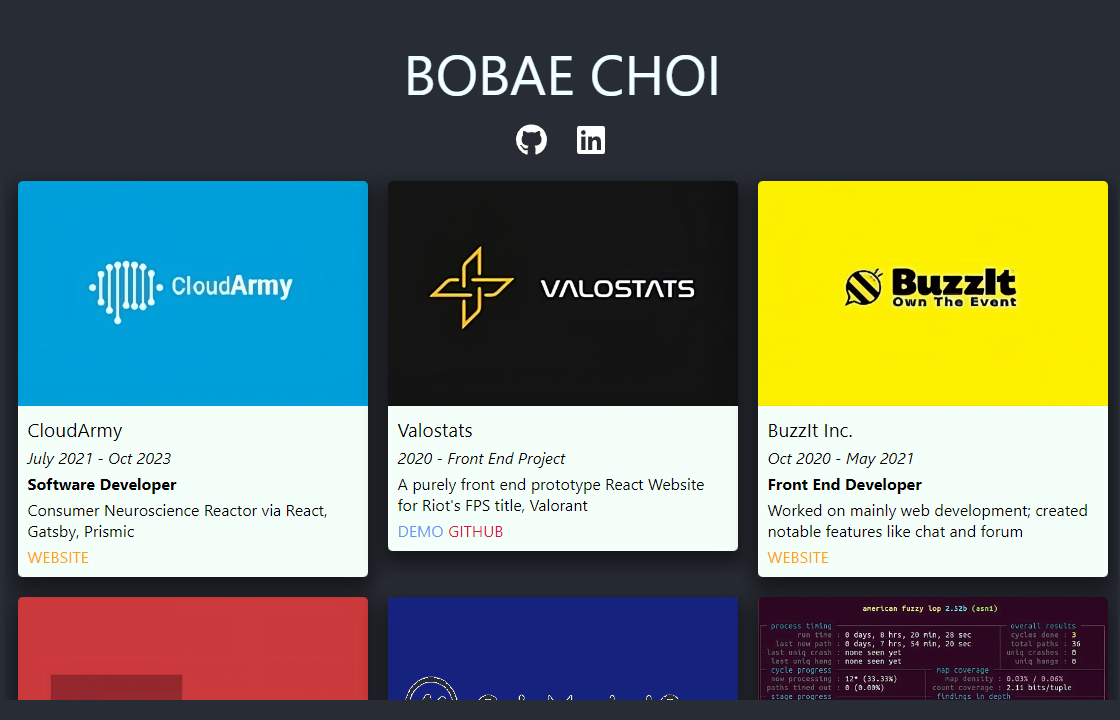 BOBAE CHOI
CloudArmy
VALOSTATS
BuzzIt
Own The Event
CloudArmy
July 2021 - Oct 2023
Software Developer
Consumer Neuroscience Reactor via React,
Gatsby, Prismic
WEBSITE
Valostats
2020 - Front End Project
A purely front end prototype React Website
for Riot's FPS title, Valorant
DEMO GITHUB
BuzzIt Inc.
Oct 2020 - May 2021
Front End Developer
Worked on mainly web development; created
notable features like chat and forum
WEBSITE
american fuzzy lop 2.52b (asn1)
process timing
overall results
run time : 0 days, 8 hrs, 20 min, 28 sec
cycles done : 3
last new path : 0 days, 7 hrs, 54 min, 20 sec
total paths : 36
last uniq crash : none seen yet
uniq crashes : 0
last uniq hang : none seen yet
uniq hangs : 0
cycle progress
map coverage
now processing : 12* (33.33%)
map density : 0.03% / 0.06%
paths timed out : 0 (0.00%)
count coverage : 2.11 bits/tuple
stage progress
findings in depth